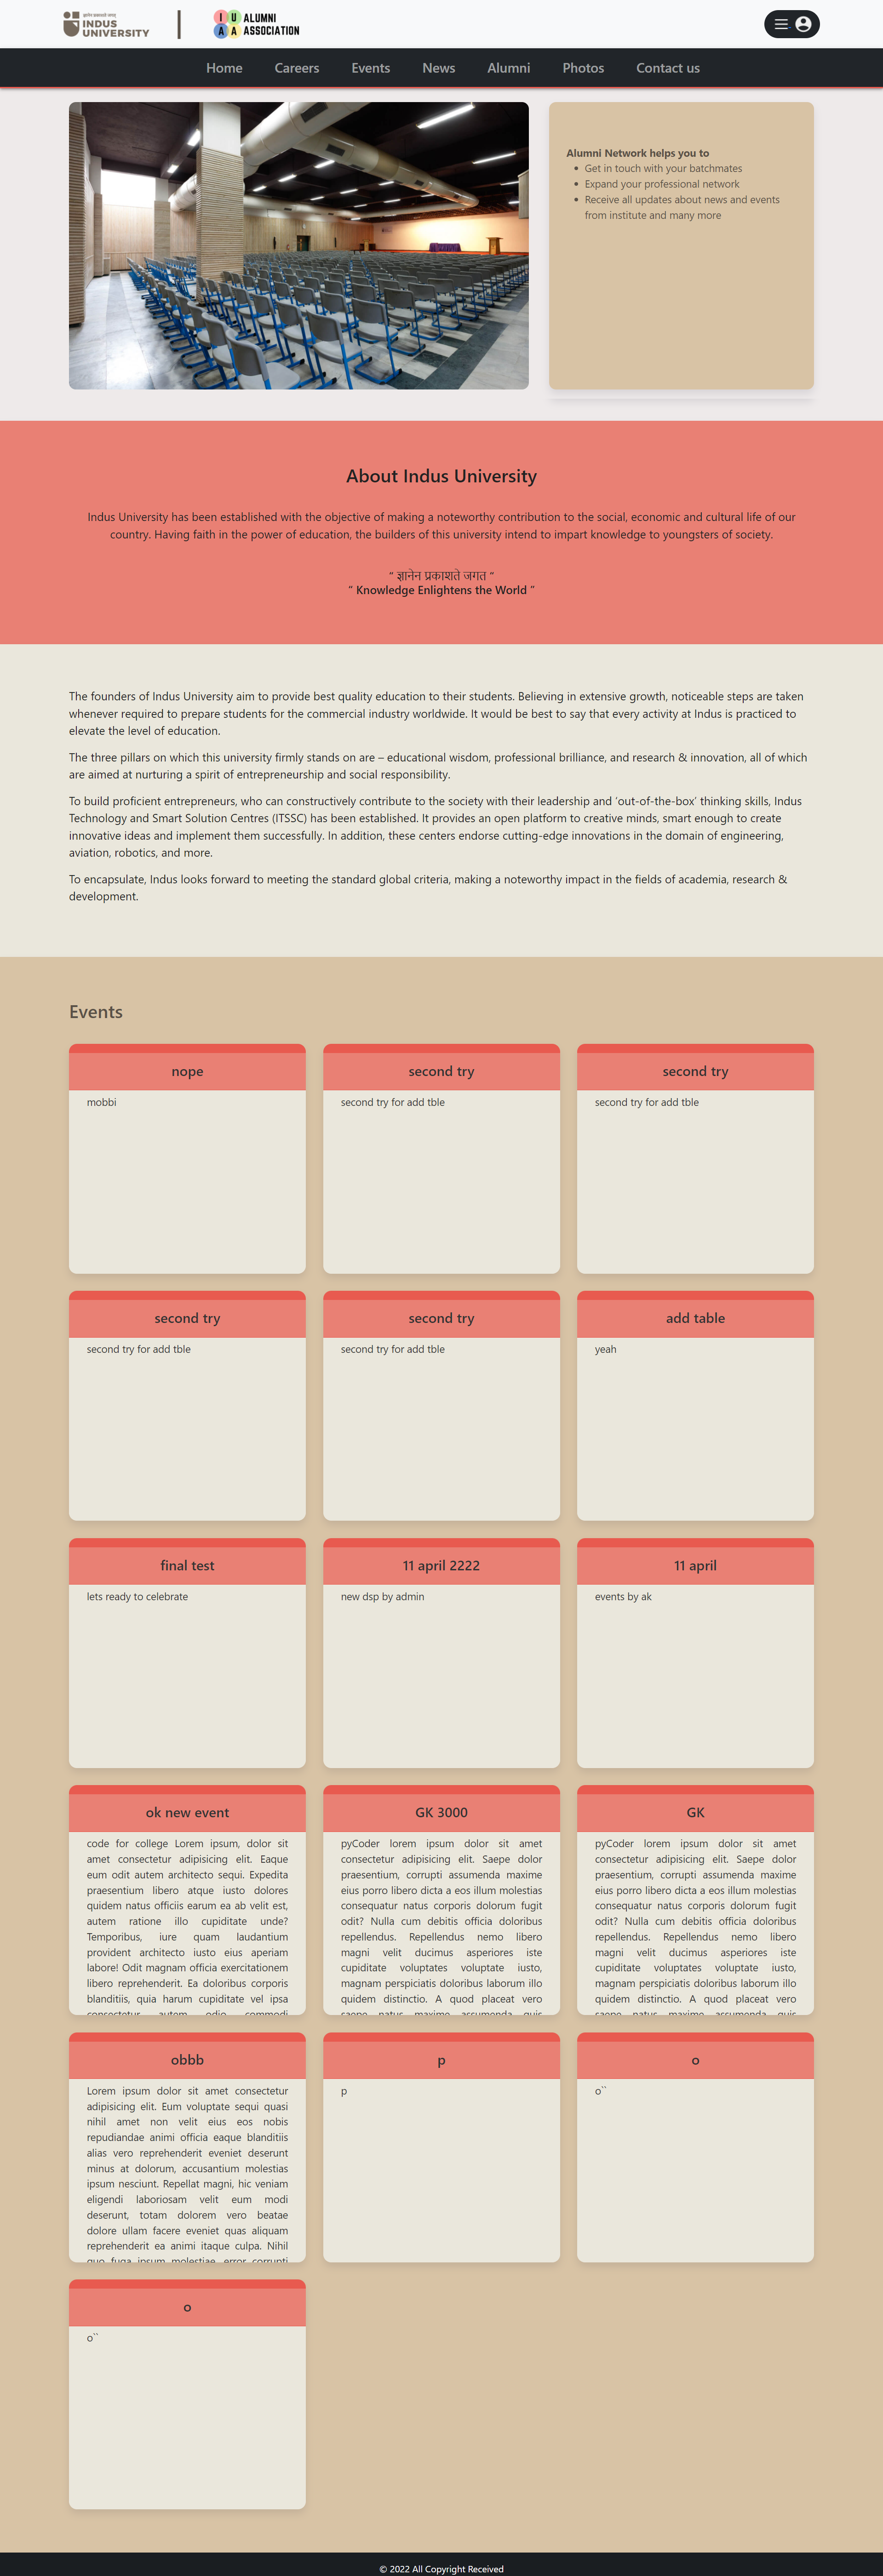 INDUS
UNIVERSITY
I U ALUMNI
A A ASSOCIATION
Home Careers Events News Alumni Photos Contact us
Alumni Network helps you to
Get in touch with your batchmates
Expand your professional network
Receive all updates about news and events
from institute and many more
About Indus University
Indus University has been established with the objective of making a noteworthy contribution to the social, economic and cultural life of our
country. Having faith in the power of education, the builders of this university intend to impart knowledge to youngsters of society.
“ ज्ञानेन प्रकाशते जगत ”
“ Knowledge Enlightens the World ”
The founders of Indus University aim to provide best quality education to their students. Believing in extensive growth, noticeable steps are taken
whenever required to prepare students for the commercial industry worldwide. It would be best to say that every activity at Indus is practiced to
elevate the level of education.
The three pillars on which this university firmly stands on are – educational wisdom, professional brilliance, and research & innovation, all of which
are aimed at nurturing a spirit of entrepreneurship and social responsibility.
To build proficient entrepreneurs, who can constructively contribute to the society with their leadership and ‘out-of-the-box’ thinking skills, Indus
Technology and Smart Solution Centres (ITSSC) has been established. It provides an open platform to creative minds, smart enough to create
innovative ideas and implement them successfully. In addition, these centers endorse cutting-edge innovations in the domain of engineering,
aviation, robotics, and more.
To encapsulate, Indus looks forward to meeting the standard global criteria, making a noteworthy impact in the fields of academia, research &
development.
Events
nope
mobbi
second try
second try for add tble
second try
second try for add tble
second try
second try for add tble
second try
second try for add tble
add table
yeah
final test
lets ready to celebrate
11 april 2222
new dsp by admin
11 april
events by ak
ok new event
code for college Lorem ipsum, dolor sit
amet consectetur adipisicing elit. Eaque
eum odit autem architecto sequi. Expedita
praesentium libero atque iusto dolores
quidem natus officiis earum ea ab velit est,
autem ratione illo cupiditate unde?
Temporibus, iure quam laudantium
provident architecto iusto eius aperiam
labore! Odit magnam officia exercitationem
libero reprehenderit. Ea doloribus corporis
blanditiis, quia harum cupiditate vel ipsa
consectetur autem odio commodi
GK 3000
pyCoder lorem ipsum dolor sit amet
consectetur adipisicing elit. Saepe dolor
praesentium, corrupti assumenda maxime
eius porro libero dicta a eos illum molestias
consequatur natus corporis dolorum fugit
odit? Nulla cum debitis officia doloribus
repellendus. Repellendus nemo libero
magni velit ducimus asperiores iste
cupiditate voluptates voluptate iusto,
magnam perspiciatis doloribus laborum illo
quidem distinctio. A quod placeat vero
saepe natus maxime assumenda quis
GK
pyCoder lorem ipsum dolor sit amet
consectetur adipisicing elit. Saepe dolor
praesentium, corrupti assumenda maxime
eius porro libero dicta a eos illum molestias
consequatur natus corporis dolorum fugit
odit? Nulla cum debitis officia doloribus
repellendus. Repellendus nemo libero
magni velit ducimus asperiores iste
cupiditate voluptates voluptate iusto,
magnam perspiciatis doloribus laborum illo
quidem distinctio. A quod placeat vero
saepe natus maxime assumenda quis
obbb
Lorem ipsum dolor sit amet consectetur
adipisicing elit. Eum voluptate sequi quasi
nihil amet non velit eius eos nobis
repudiandae animi officia eaque blanditiis
alias vero reprehenderit eveniet deserunt
minus at dolorum, accusantium molestias
ipsum nesciunt. Repellat magni, hic veniam
eligendi laboriosam velit eum modi
deserunt, totam dolorem vero beatae
dolore ullam facere eveniet quas aliquam
reprehenderit ea animi itaque culpa. Nihil
quo fuga ipsum molestiae, error corrupti
p
p
o
o``
o
o``
© 2022 All Copyright Received